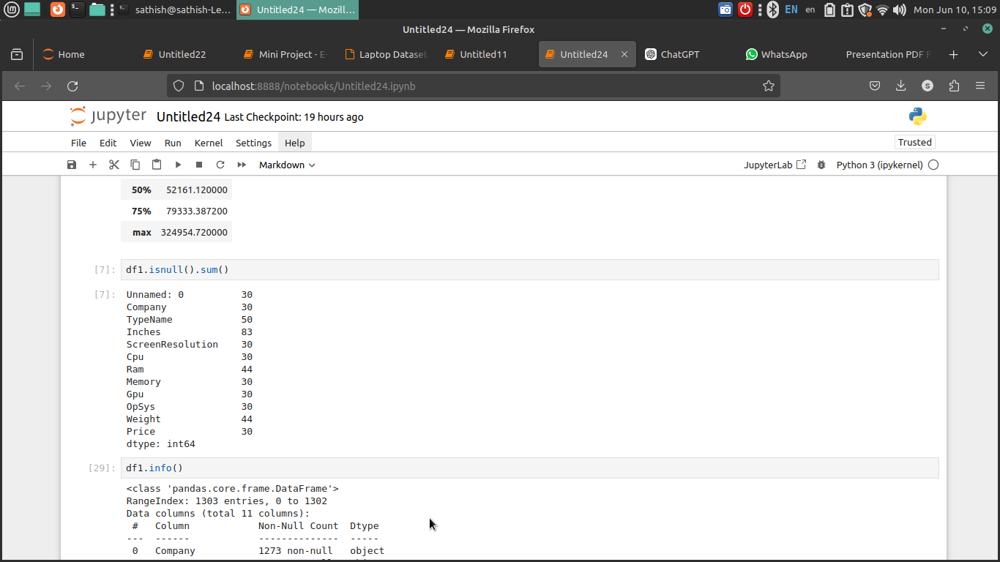 sathish@sathish-Le... Untitled24 — Mozill... EN en Mon Jun 10, 15:09
Untitled24 — Mozilla Firefox
Home Untitled22 Mini Project - E Laptop Dataset Untitled11 Untitled24 ChatGPT WhatsApp Presentation PDF R
localhost:8888/notebooks/Untitled24.ipynb S
jupyter Untitled24 Last Checkpoint: 19 hours ago
File Edit View Run Kernel Settings Help Trusted
Markdown JupyterLab Python 3 (ipykernel)
50% 52161.120000
75% 79333.387200
max 324954.720000
[7]: df1.isnull().sum()
[7]: Unnamed: 0 30
Company 30
TypeName 50
Inches 83
ScreenResolution 30
Cpu 30
Ram 44
Memory 30
Gpu 30
OpSys 30
Weight 44
Price 30
dtype: int64
[29]: df1.info()
<class 'pandas.core.frame.DataFrame'>
RangeIndex: 1303 entries, 0 to 1302
Data columns (total 11 columns):
# Column Non-Null Count Dtype
--- ------ -------------- -----
0 Company 1273 non-null object